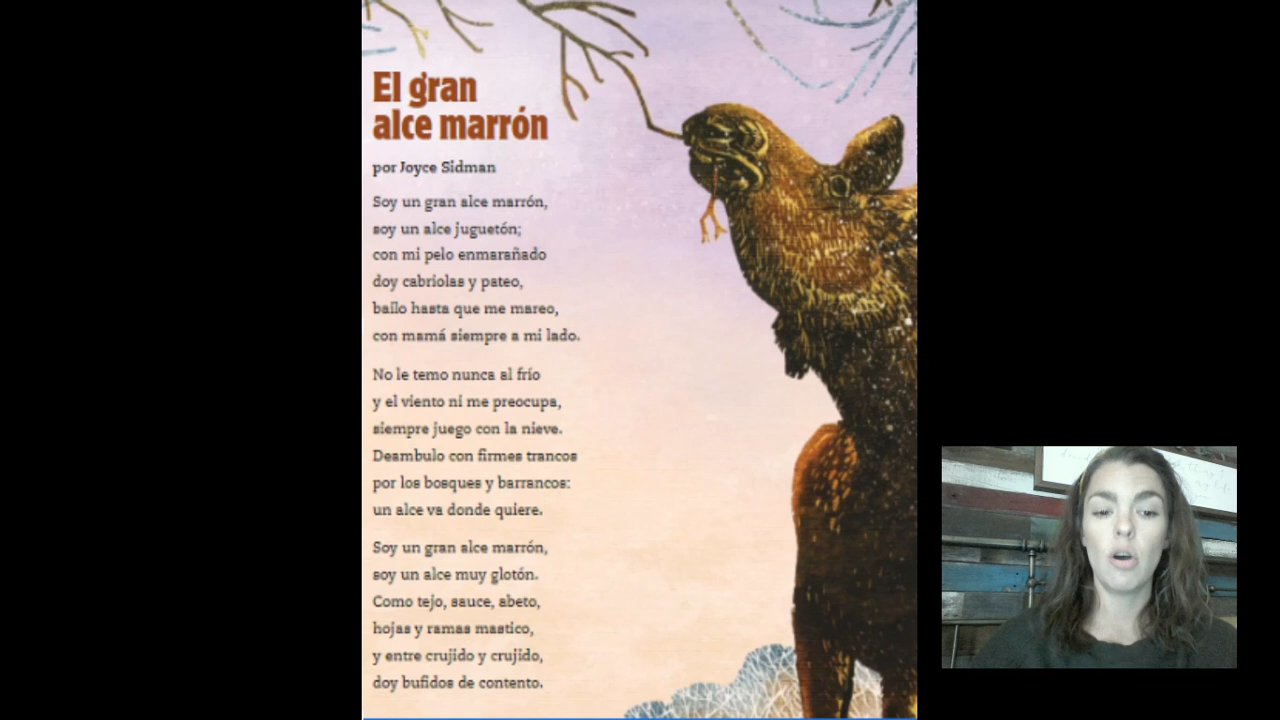 El gran
alce marrón
por Joyce Sidman
Soy un gran alce marrón,
soy un alce juguetón;
con mi pelo enmarañado
doy cabriolas y pateo,
bailo hasta que me mareo,
con mamá siempre a mi lado.
No le temo nunca al frío
y el viento ni me preocupa,
siempre juego con la nieve.
Deambulo con firmes trancos
por los bosques y barrancos:
un alce va donde quiere.
Soy un gran alce marrón,
soy un alce muy glotón.
Como tejo, sauce, abeto,
hojas y ramas mastico,
y entre crujido y crujido,
doy bufidos de contento.